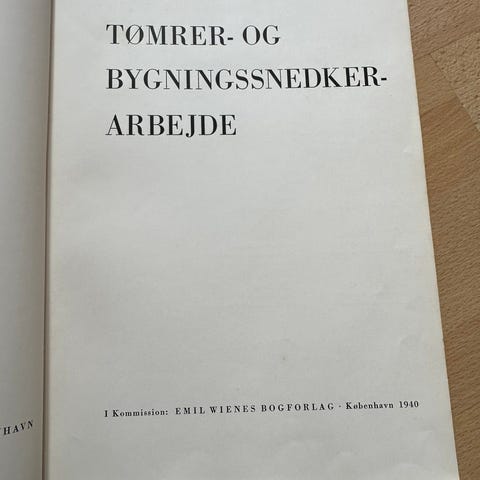 TØMRER- OG
BYGNINGSSNEDKER-
ARBEJDE
I Kommission: EMIL WIENES BOGFORLAG · København 1940
HAVN